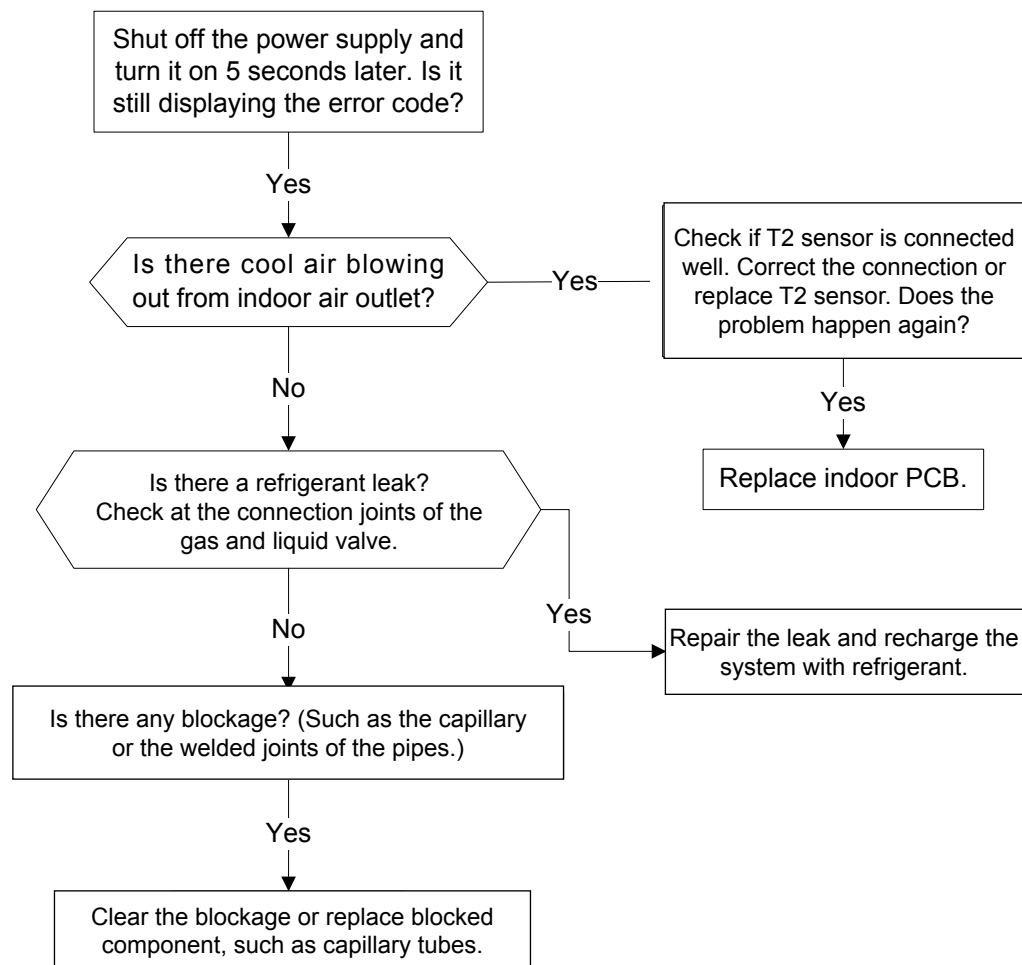 Shut off the power supply and
turn it on 5 seconds later. Is it
still displaying the error code?
Yes
Is there cool air blowing
out from indoor air outlet?
Yes
Check if T2 sensor is connected
well. Correct the connection or
replace T2 sensor. Does the
problem happen again?
Yes
Replace indoor PCB.
No
Is there a refrigerant leak?
Check at the connection joints of the
gas and liquid valve.
Yes
Repair the leak and recharge the
system with refrigerant.
No
Is there any blockage? (Such as the capillary
or the welded joints of the pipes.)
Yes
Clear the blockage or replace blocked
component, such as capillary tubes.